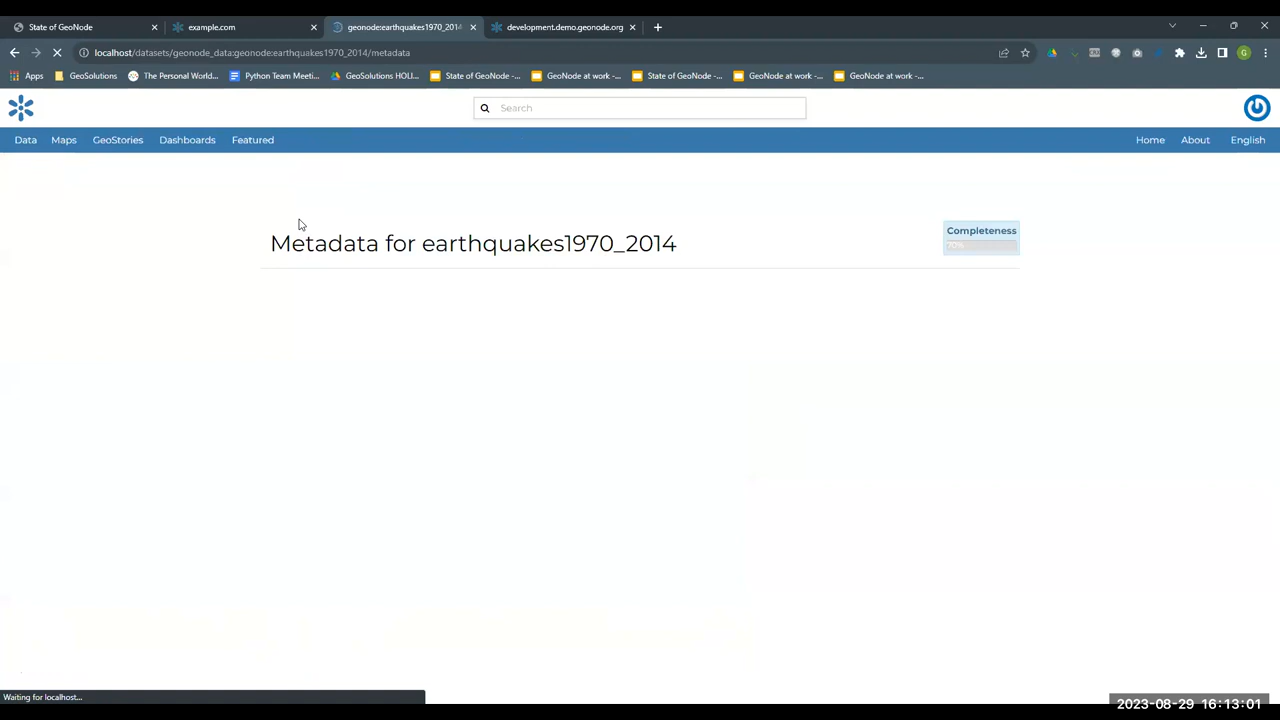 State of GeoNode
example.com
geonode:earthquakes1970_2014
development.demo.geonode.org
localhost/datasets/geonode_data:geonode:earthquakes1970_2014/metadata
G
Apps
GeoSolutions
The Personal World...
Python Team Meeti...
GeoSolutions HOLI...
State of GeoNode -...
GeoNode at work -...
State of GeoNode -...
GeoNode at work -...
GeoNode at work -...
Search
Data
Maps
GeoStories
Dashboards
Featured
Home
About
English
Metadata for earthquakes1970_2014
Completeness
Waiting for localhost...
2023-08-29 16:13:01